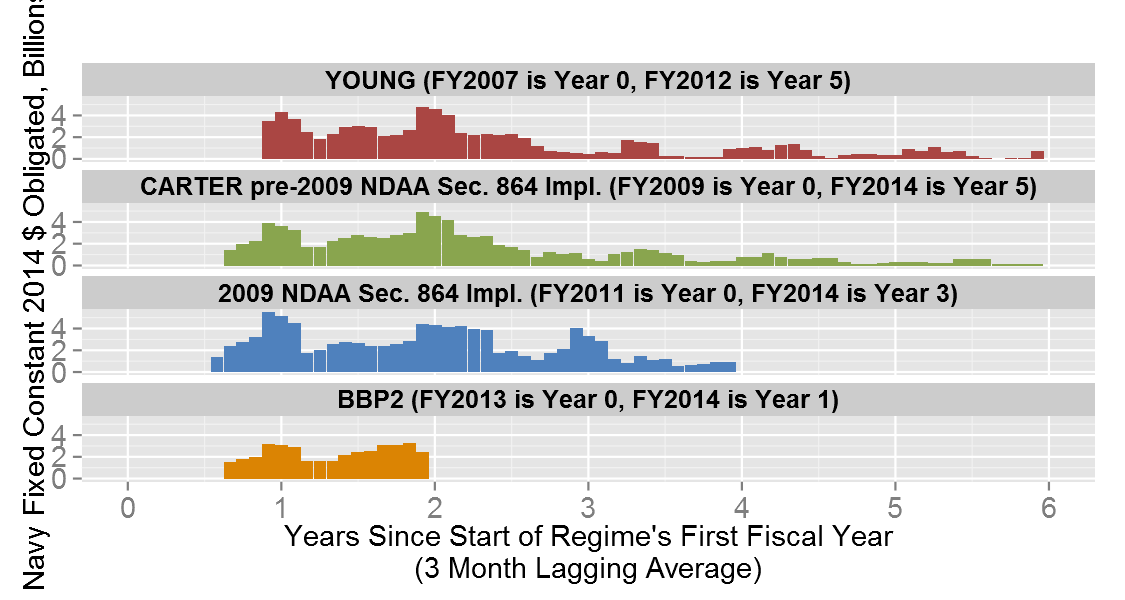 Navy Fixed Constant 2014 $ Obligated, Billions
YOUNG (FY2007 is Year 0, FY2012 is Year 5)
4
2
0
CARTER pre-2009 NDAA Sec. 864 Impl. (FY2009 is Year 0, FY2014 is Year 5)
4
2
0
2009 NDAA Sec. 864 Impl. (FY2011 is Year 0, FY2014 is Year 3)
4
2
0
BBP2 (FY2013 is Year 0, FY2014 is Year 1)
4
2
0
0 1 2 3 4 5 6
Years Since Start of Regime's First Fiscal Year
(3 Month Lagging Average)